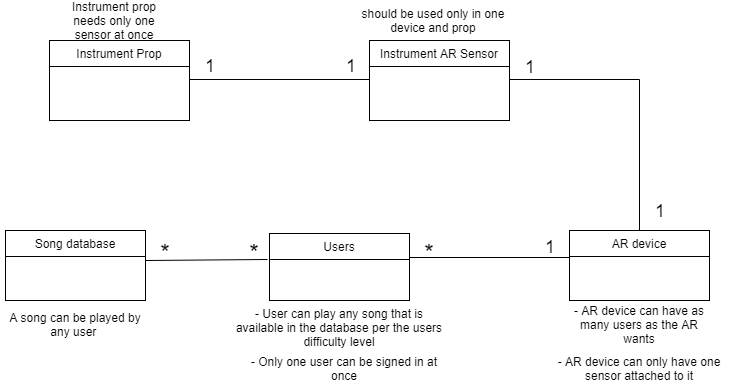 Instrument prop
needs only one
sensor at once
should be used only in one
device and prop
Instrument Prop
1
1
Instrument AR Sensor
1
1
Song database
*
*
Users
*
1
AR device
A song can be played by
any user
- User can play any song that is
available in the database per the users
difficulty level
- Only one user can be signed in at
once
- AR device can have as
many users as the AR
wants
- AR device can only have one
sensor attached to it